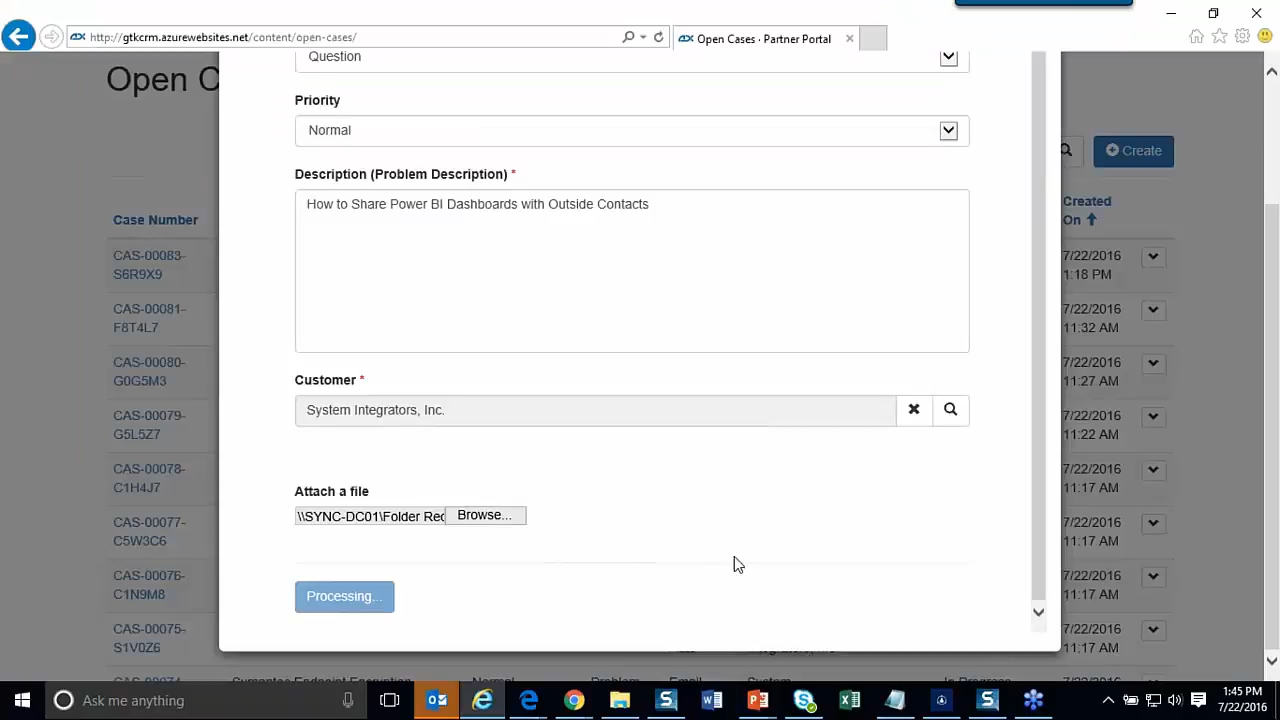 http://gtkcrm.azurewebsites.net/content/open-cases/
Open Cases · Partner Portal
Open C
Question
Priority
Normal
Create
Description (Problem Description) *
How to Share Power BI Dashboards with Outside Contacts
Case Number
Created
On
CAS-00083-
S6R9X9
7/22/2016
1:18 PM
CAS-00081-
F8T4L7
7/22/2016
11:32 AM
CAS-00080-
G0G5M3
7/22/2016
11:27 AM
Customer *
System Integrators, Inc.
CAS-00079-
G5L5Z7
7/22/2016
11:22 AM
CAS-00078-
C1H4J7
7/22/2016
11:17 AM
Attach a file
\\SYNC-DC01\Folder Rec
Browse...
CAS-00077-
C5W3C6
7/22/2016
11:17 AM
CAS-00076-
C1N9M8
7/22/2016
11:17 AM
Processing...
CAS-00075-
S1V0Z6
7/22/2016
11:17 AM
Ask me anything
1:45 PM
7/22/2016